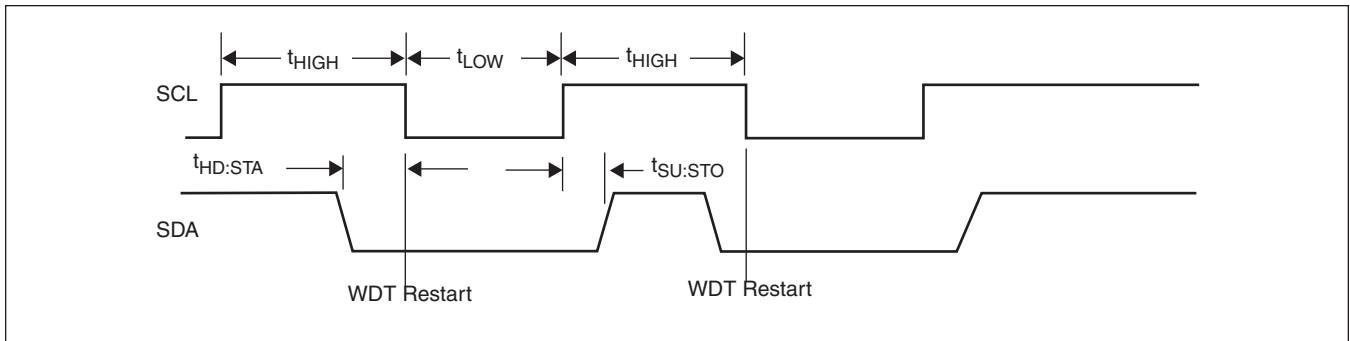 tHIGH tLOW tHIGH
SCL
tHD:STA tSU:STO
SDA
WDT Restart WDT Restart